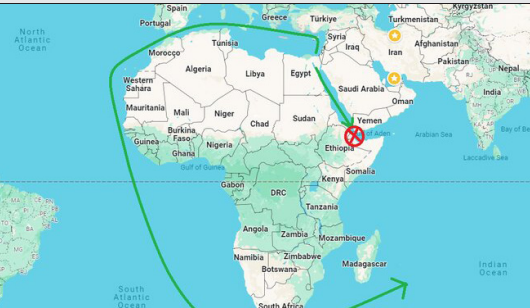 Spain
Portugal
Greece
Türkiye
Kyrgyzstan
Turkmenistan
North
Atlantic
Ocean
Syria
Iraq
Iran
Afghanistan
Tunisia
Morocco
Pakistan
Nepal
Algeria
Libya
Egypt
Western
Sahara
Saudi Arabia
India
Oman
Mauritania
Mali
Niger
Chad
Sudan
Yemen
of Aden
Arabian Sea
Bay of Be
Burkina
Faso
Guinea
Nigeria
Ghana
Ethiopia
Laccadive Sea
Gulf of Guinea
Somalia
Kenya
Gabon
DRC
Tanzania
Angola
Zambia
Mozambique
Zimbabwe
Namibia
Madagascar
Botswana
Indian
Ocean
South
Atlantic
Ocean
South Africa